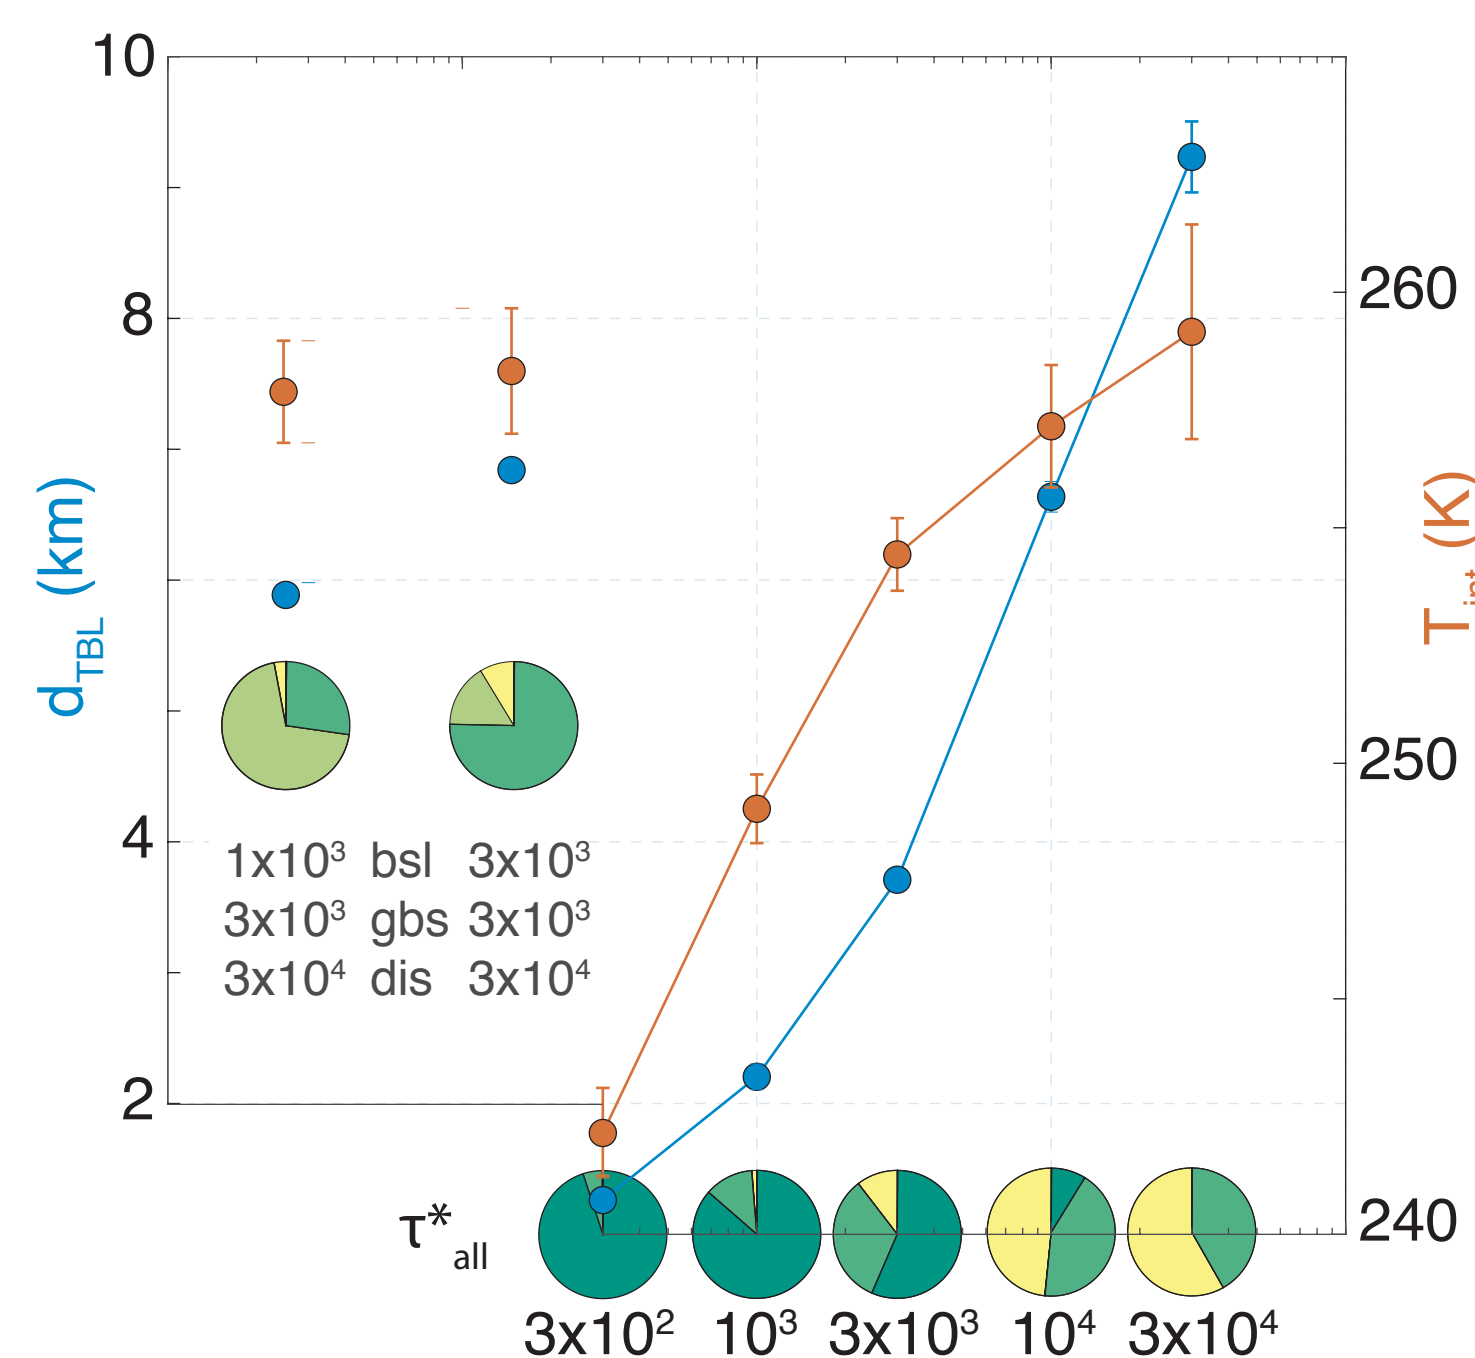 10
8
4
2
d_TBL (km)
260
250
240
T_int (K)
1x10³ bsl 3x10³
3x10³ gbs 3x10³
3x10⁴ dis 3x10⁴
τ*_all
3x10² 10³ 3x10³ 10⁴ 3x10⁴